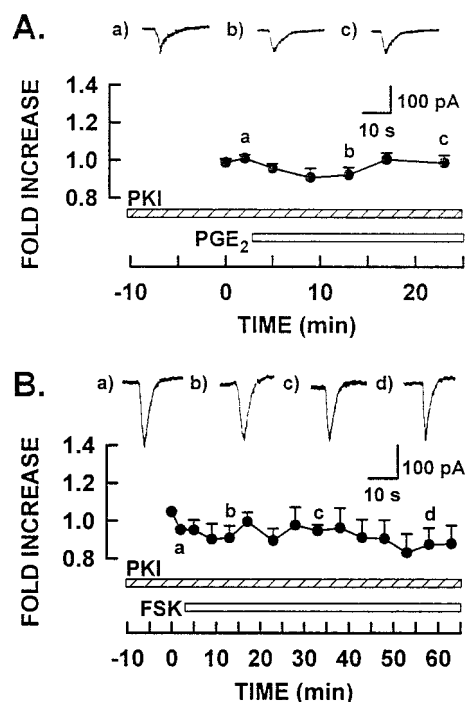 A.
a) b) c)
1.4
1.2
1.0
0.8
FOLD INCREASE
a b c
100 pA
10 s
PKI
PGE2
-10 0 10 20
TIME (min)
B.
a) b) c) d)
1.4
1.2
1.0
0.8
FOLD INCREASE
a b c d
100 pA
10 s
PKI
FSK
-10 0 10 20 30 40 50 60
TIME (min)